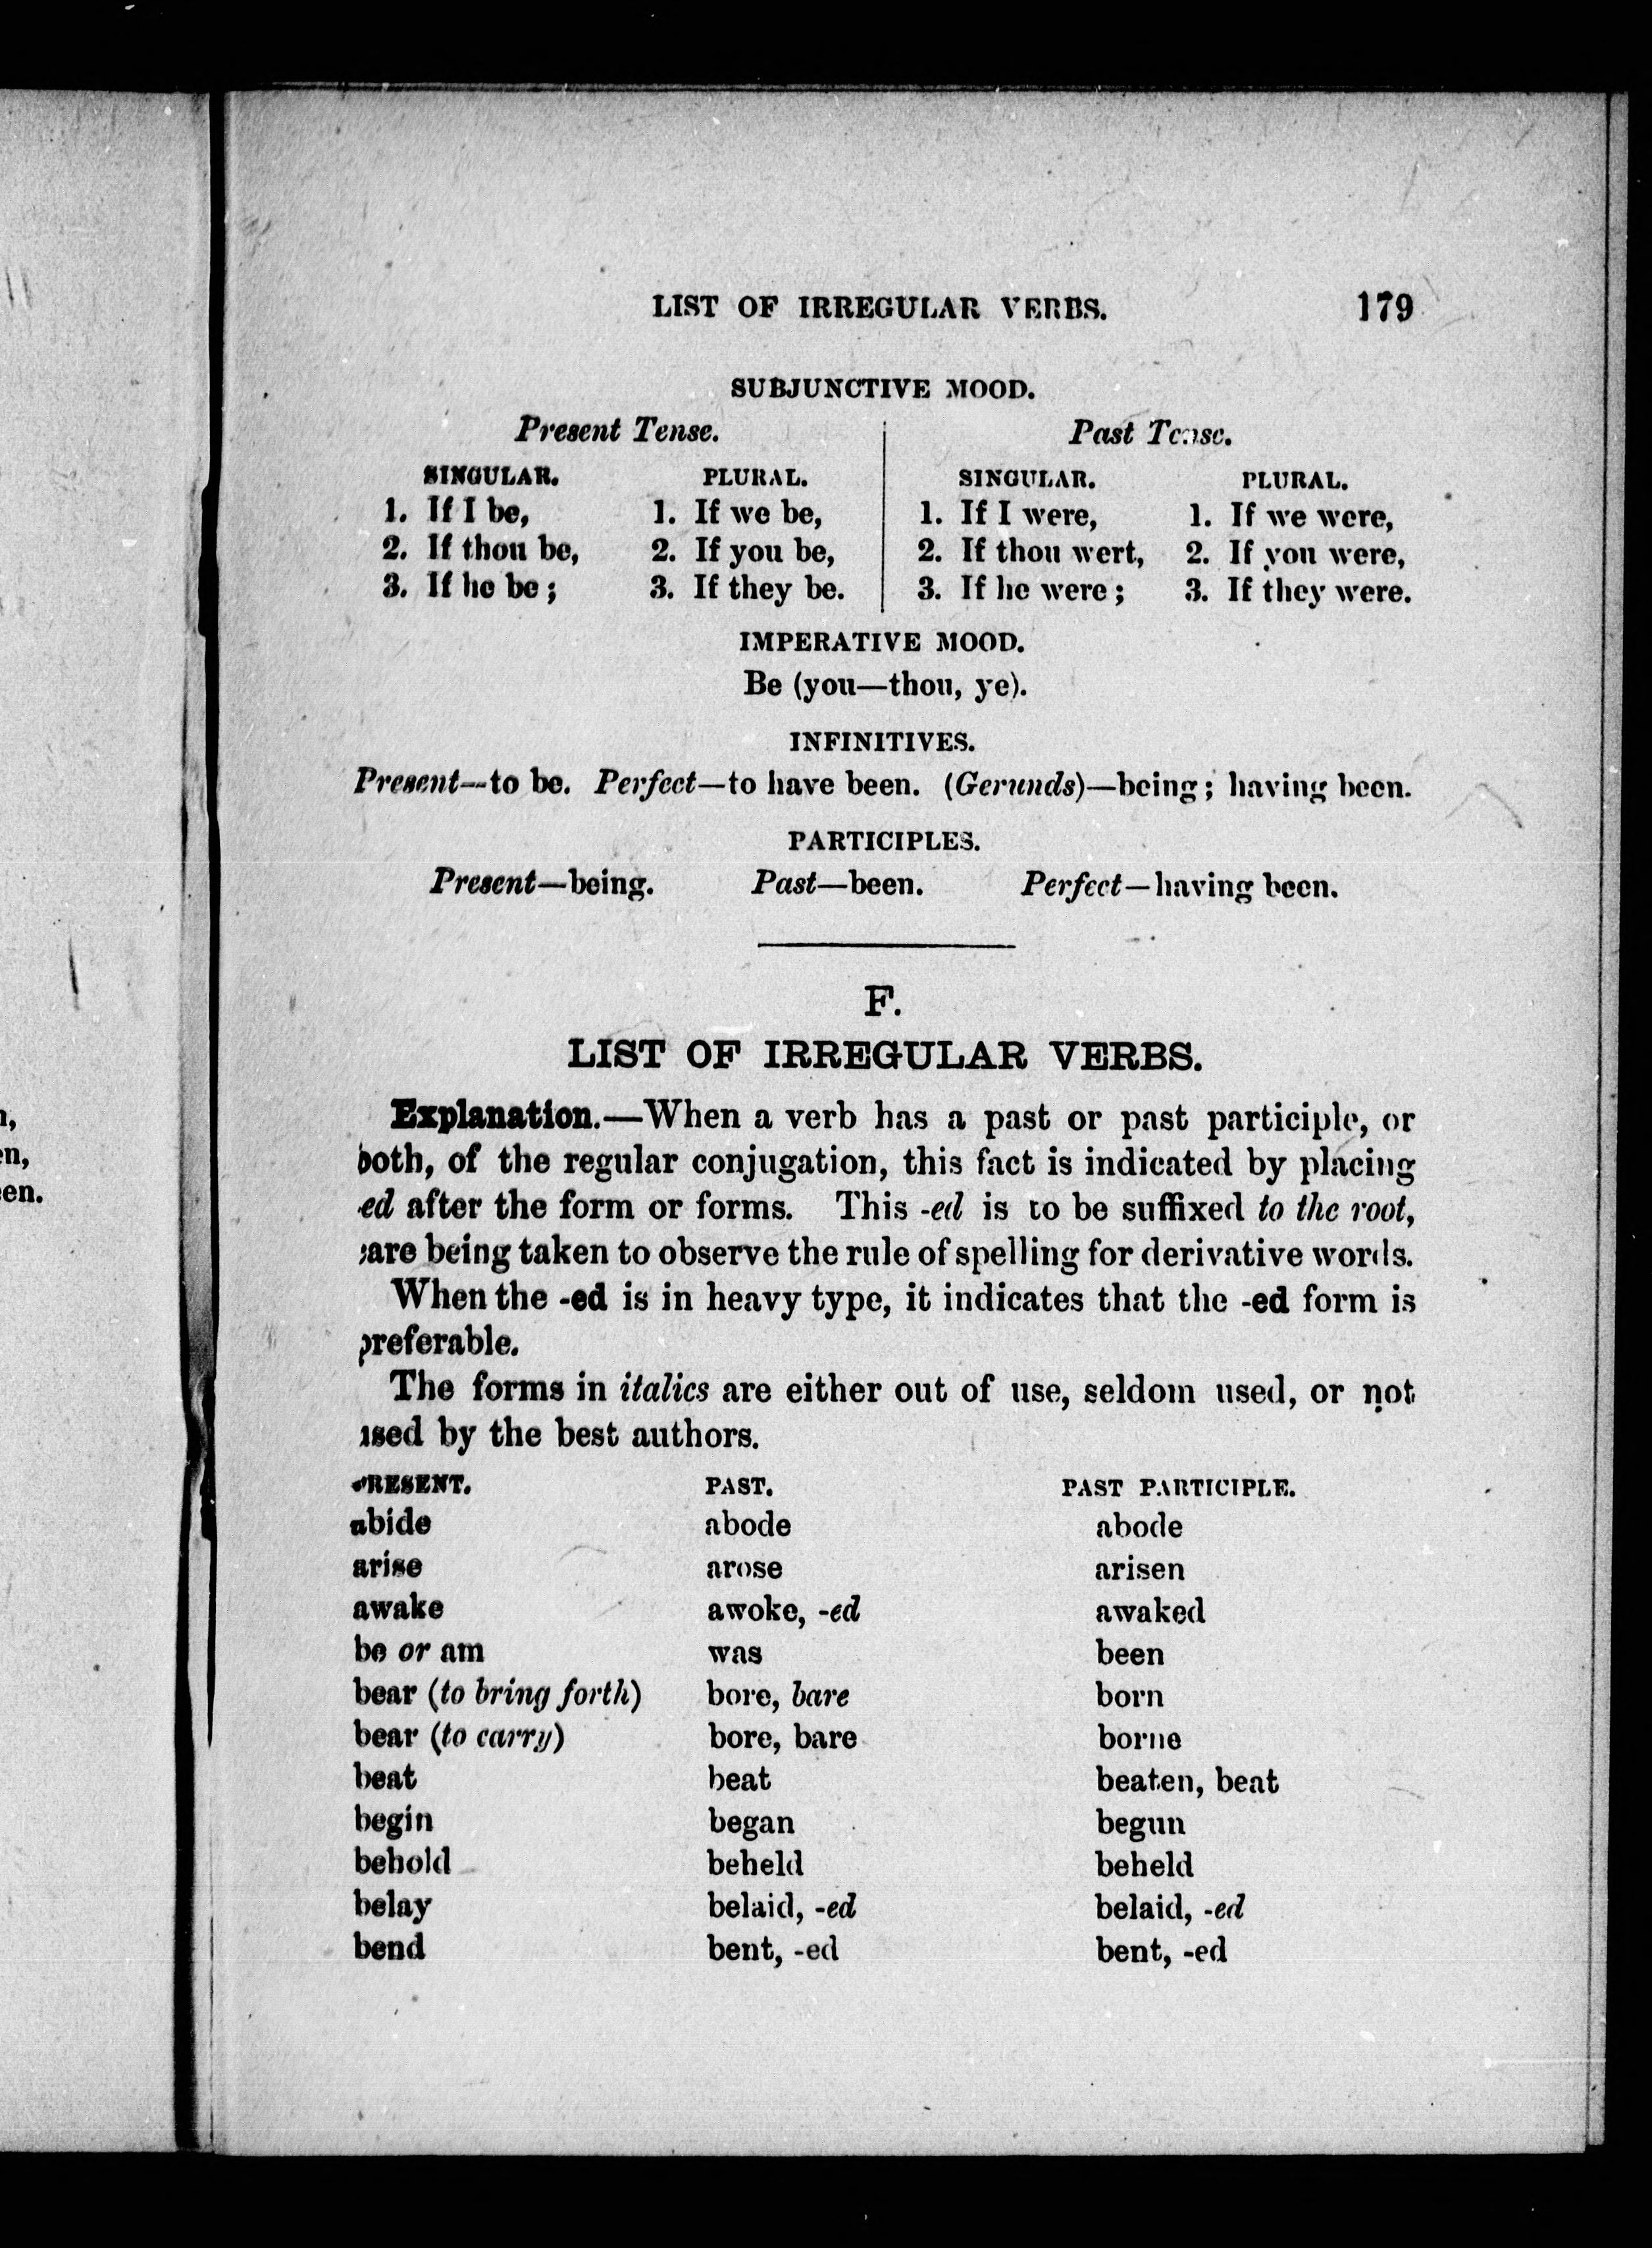 LIST OF IRREGULAR VERBS. 179
SUBJUNCTIVE MOOD.
Present Tense. Past Tense.
SINGULAR. PLURAL. SINGULAR. PLURAL.
1. If I be, 1. If we be, 1. If I were, 1. If we were,
2. If thou be, 2. If you be, 2. If thou wert, 2. If you were,
3. If he be; 3. If they be. 3. If he were; 3. If they were.
IMPERATIVE MOOD.
Be (you—thou, ye).
INFINITIVES.
Present—to be. Perfect—to have been. (Gerunds)—being; having been.
PARTICIPLES.
Present—being. Past—been. Perfect—having been.
F.
LIST OF IRREGULAR VERBS.
Explanation.—When a verb has a past or past participle, or
both, of the regular conjugation, this fact is indicated by placing
-ed after the form or forms. This -ed is to be suffixed to the root,
care being taken to observe the rule of spelling for derivative words.
When the -ed is in heavy type, it indicates that the -ed form is
preferable.
The forms in italics are either out of use, seldom used, or not
used by the best authors.
PRESENT. PAST. PAST PARTICIPLE.
abide abode abode
arise arose arisen
awake awoke, -ed awaked
be or am was been
bear (to bring forth) bore, bare born
bear (to carry) bore, bare borne
beat beat beaten, beat
begin began begun
behold beheld beheld
belay belaid, -ed belaid, -ed
bend bent, -ed bent, -ed